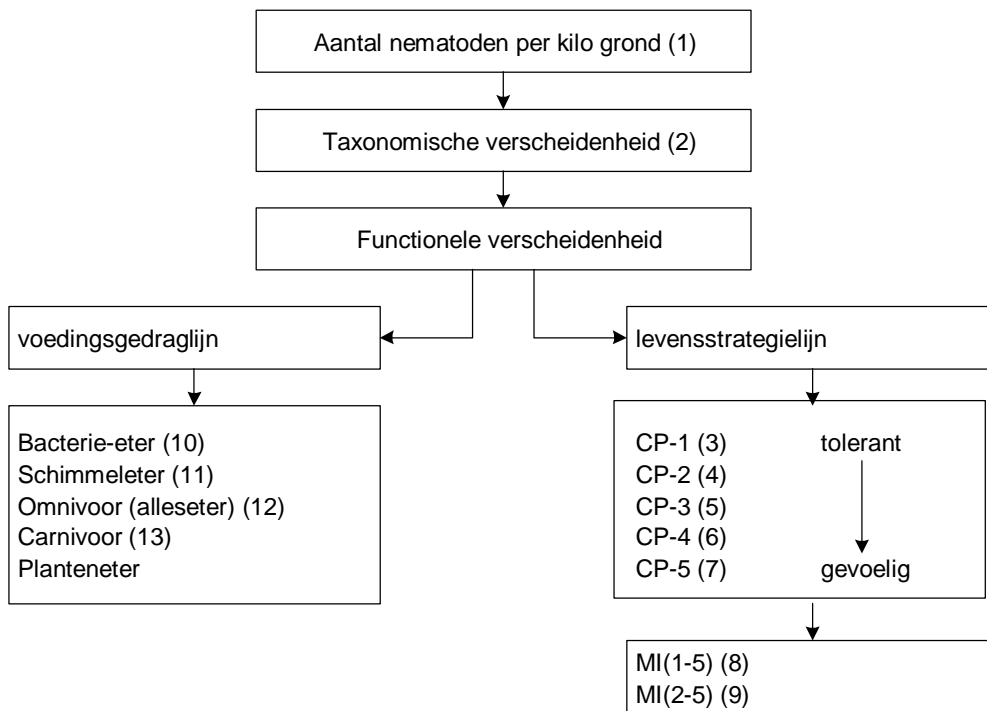 Aantal nematoden per kilo grond (1)
Taxonomische verscheidenheid (2)
Functionele verscheidenheid
voedingsgedraglijn
levensstrategielijn
Bacterie-eter (10)
Schimmeleter (11)
Omnivoor (alleseter) (12)
Carnivoor (13)
Planteneter
CP-1 (3) tolerant
CP-2 (4)
CP-3 (5)
CP-4 (6)
CP-5 (7) gevoelig
MI(1-5) (8)
MI(2-5) (9)